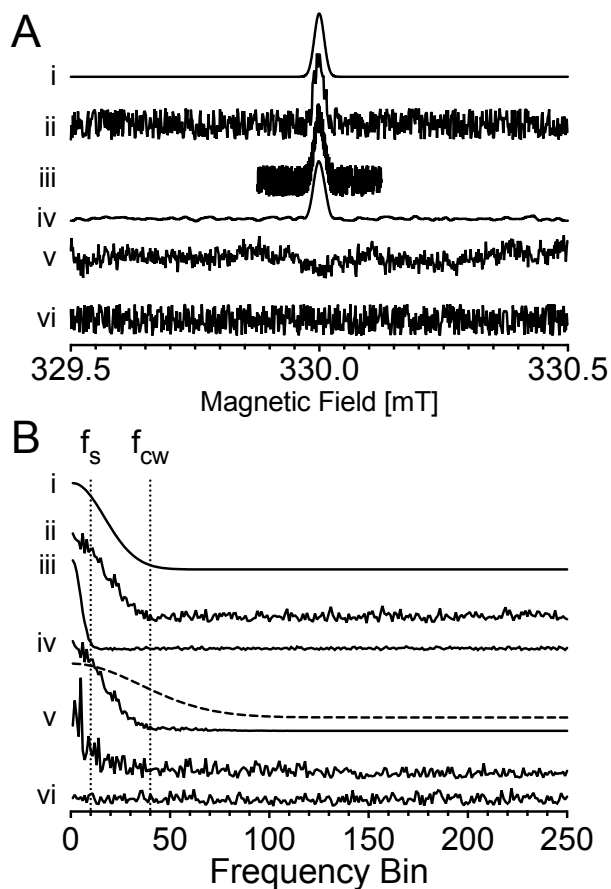 A
i
ii
iii
iv
v
vi
329.5 330.0 330.5
Magnetic Field [mT]
B
fs fcw
i
ii
iii
iv
v
vi
0 50 100 150 200 250
Frequency Bin